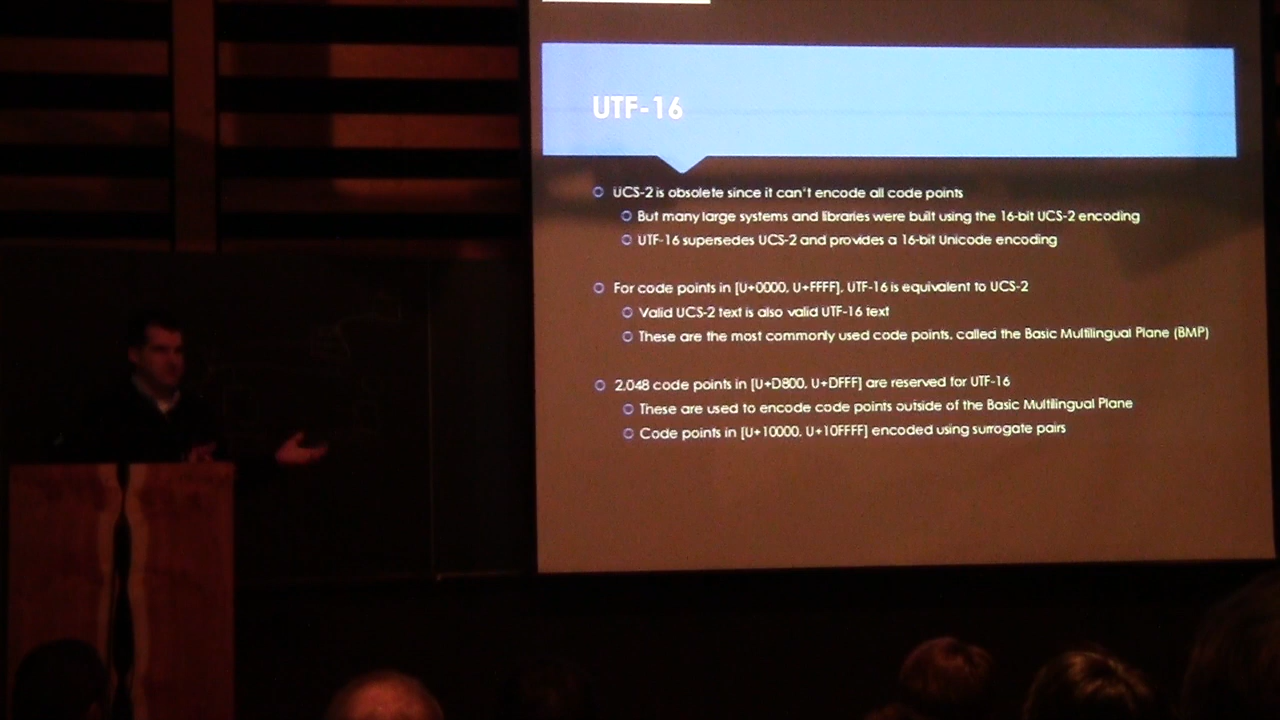 UTF-16
UCS-2 is obsolete since it can't encode all code points
But many large systems and libraries were built using the 16-bit UCS-2 encoding
UTF-16 supersedes UCS-2 and provides a 16-bit Unicode encoding
For code points in [U+0000, U+FFFF], UTF-16 is equivalent to UCS-2
Valid UCS-2 text is also valid UTF-16 text
These are the most commonly used code points, called the Basic Multilingual Plane (BMP)
2,048 code points in [U+D800, U+DFFF] are reserved for UTF-16
These are used to encode code points outside of the Basic Multilingual Plane
Code points in [U+10000, U+10FFFF] encoded using surrogate pairs